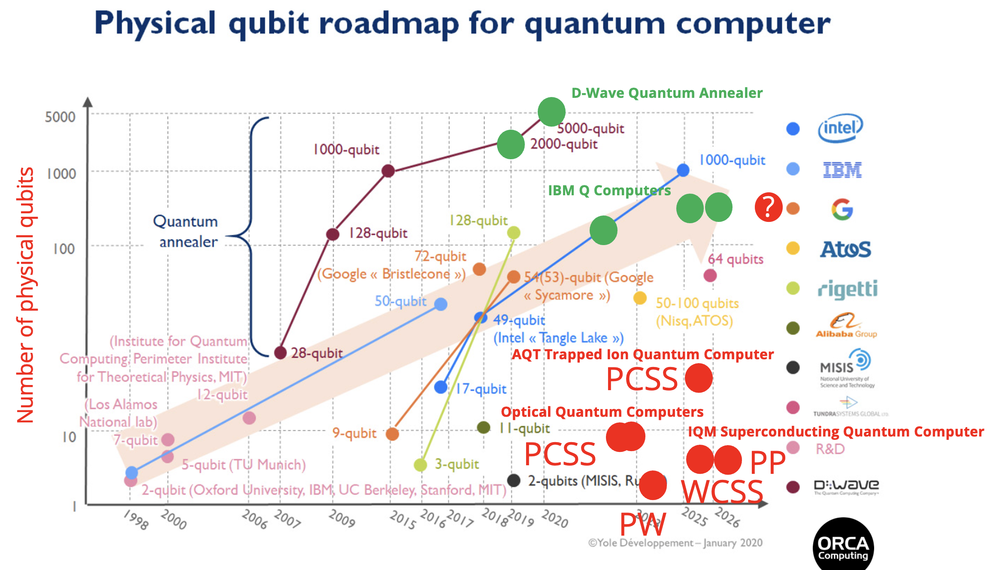 Physical qubit roadmap for quantum computer
Number of physical qubits
5000
1000
100
10
1
D-Wave Quantum Annealer
5000-qubit
2000-qubit
1000-qubit
1000-qubit
IBM Q Computers
?
Quantum
annealer
128-qubit
128-qubit
72-qubit
(Google « Bristlecone »)
54(53)-qubit (Google
« Sycamore »)
64 qubits
50-qubit
50-100 qubits
(Nisq, ATOS)
49-qubit
(Intel « Tangle Lake »)
(Institute for Quantum
Computing, Perimeter Institute
for Theoretical Physics, MIT)
12-qubit
28-qubit
AQT Trapped Ion Quantum Computer
PCSS
17-qubit
(Los Alamos
National lab)
7-qubit
Optical Quantum Computers
PCSS
9-qubit
11-qubit
IQM Superconducting Quantum Computer
PP
5-qubit (TU Munich)
3-qubit
2-qubits (MISIS, Ru
WCSS
2-qubit (Oxford University, IBM, UC Berkeley, Stanford, MIT)
PW
1998
2000
2006
2007
2009
2015
2016
2017
2018
2019
2020
2023
2025
2026
©Yole Développement – January 2020
intel
IBM
G
Atos
rigetti
Alibaba Group
MISIS
National University of
Science and Technology
TUNDRASYSTEMS GLOBAL LTD.
R&D
D:Wave
The Quantum Computing Company
ORCA
Computing